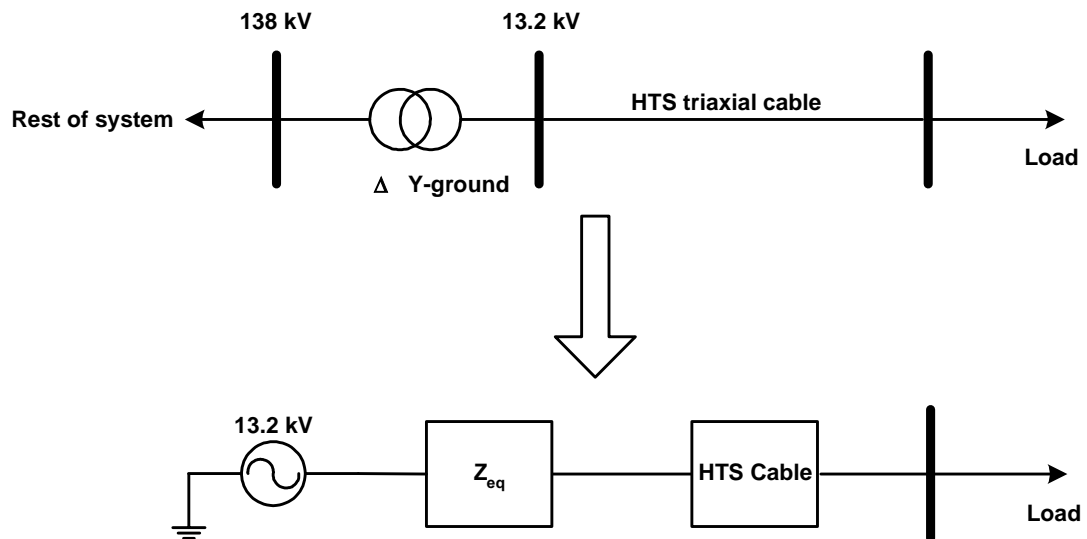 138 kV
13.2 kV
Rest of system
HTS triaxial cable
Load
Δ Y-ground
13.2 kV
Zeq
HTS Cable
Load